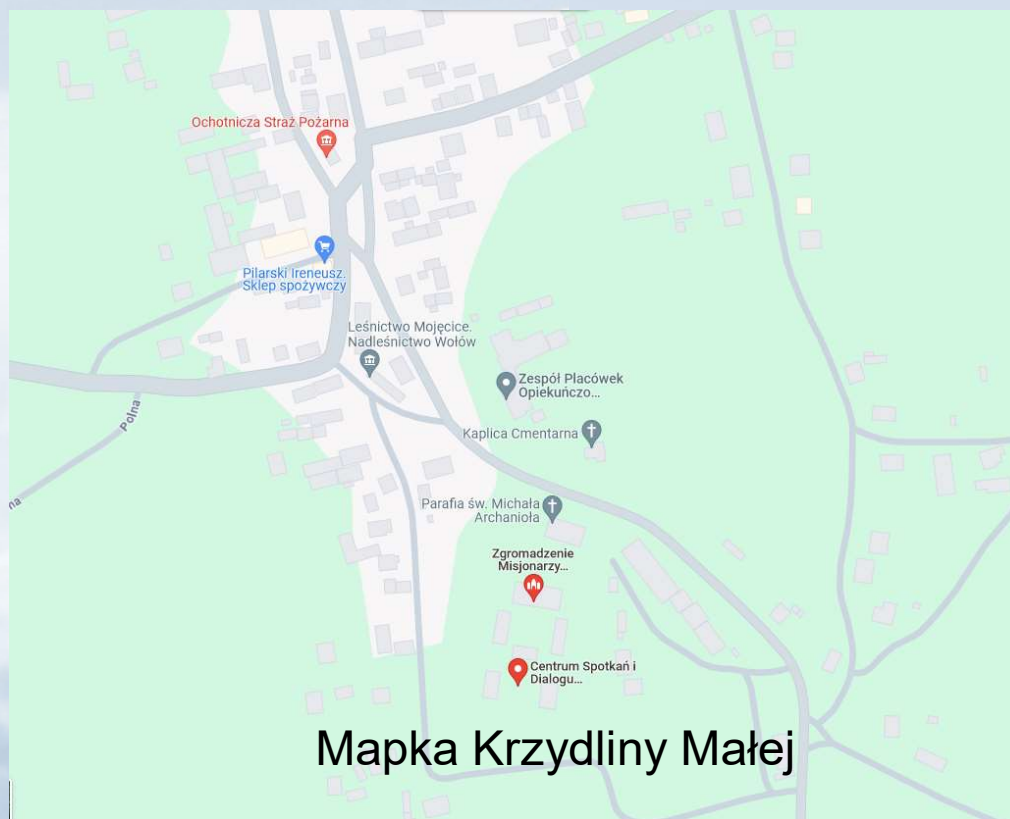 Ochotnicza Straż Pożarna
Pilarski Ireneusz.
Sklep spożywczy
Leśnictwo Mojęcice.
Nadleśnictwo Wołów
Zespół Placówek
Opiekuńczo...
Polna
Kaplica Cmentarna
na
Parafia św. Michała
Archanioła
Zgromadzenie
Misjonarzy...
Centrum Spotkań i
Dialogu...
Mapka Krzydliny Małej